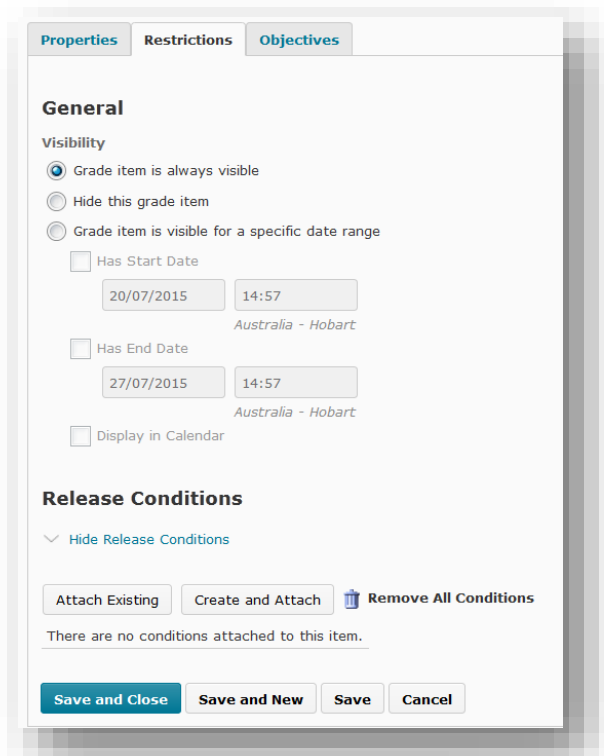 Properties Restrictions Objectives
General
Visibility
Grade item is always visible
Hide this grade item
Grade item is visible for a specific date range
Has Start Date
20/07/2015 14:57
Australia - Hobart
Has End Date
27/07/2015 14:57
Australia - Hobart
Display in Calendar
Release Conditions
Hide Release Conditions
Attach Existing Create and Attach Remove All Conditions
There are no conditions attached to this item.
Save and Close Save and New Save Cancel